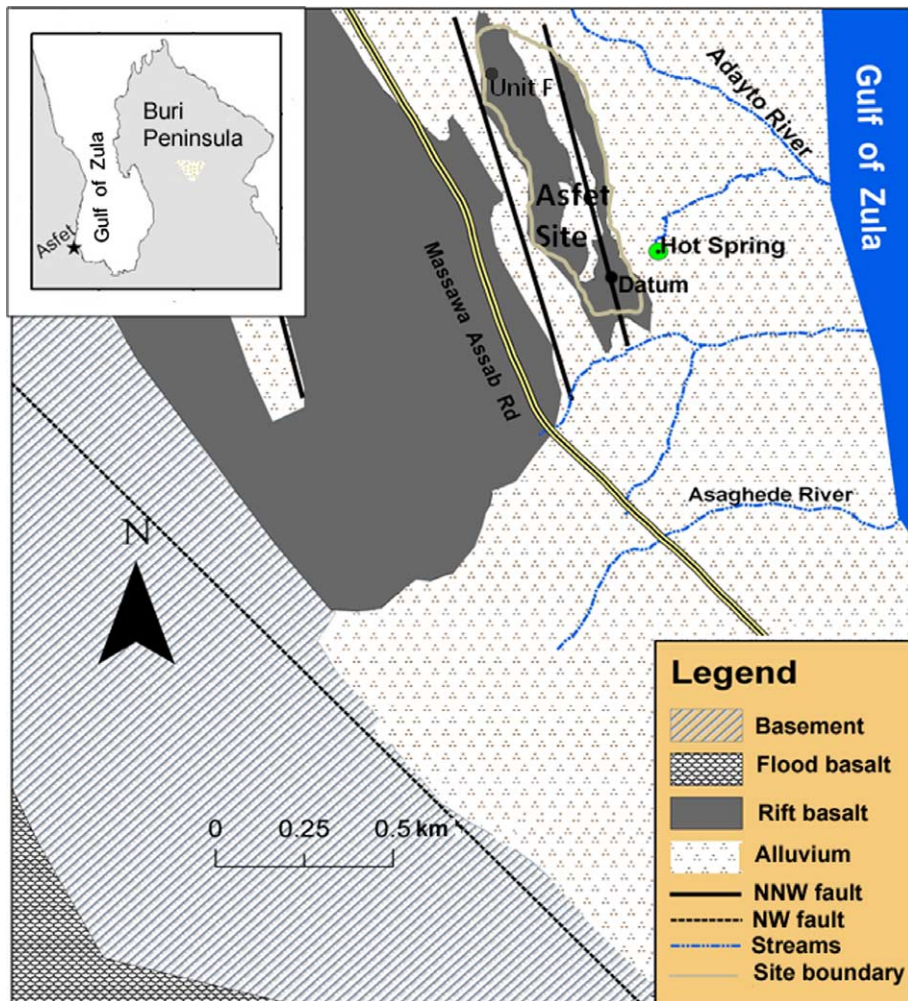 Buri
Peninsula
Gulf of Zula
Asfet
Unit F
Adayto River
Gulf of Zula
Asfet
Site
Hot Spring
Datum
Massawa Assab Rd
Asaghede River
N
0 0.25 0.5 km
Legend
Basement
Flood basalt
Rift basalt
Alluvium
NNW fault
NW fault
Streams
Site boundary